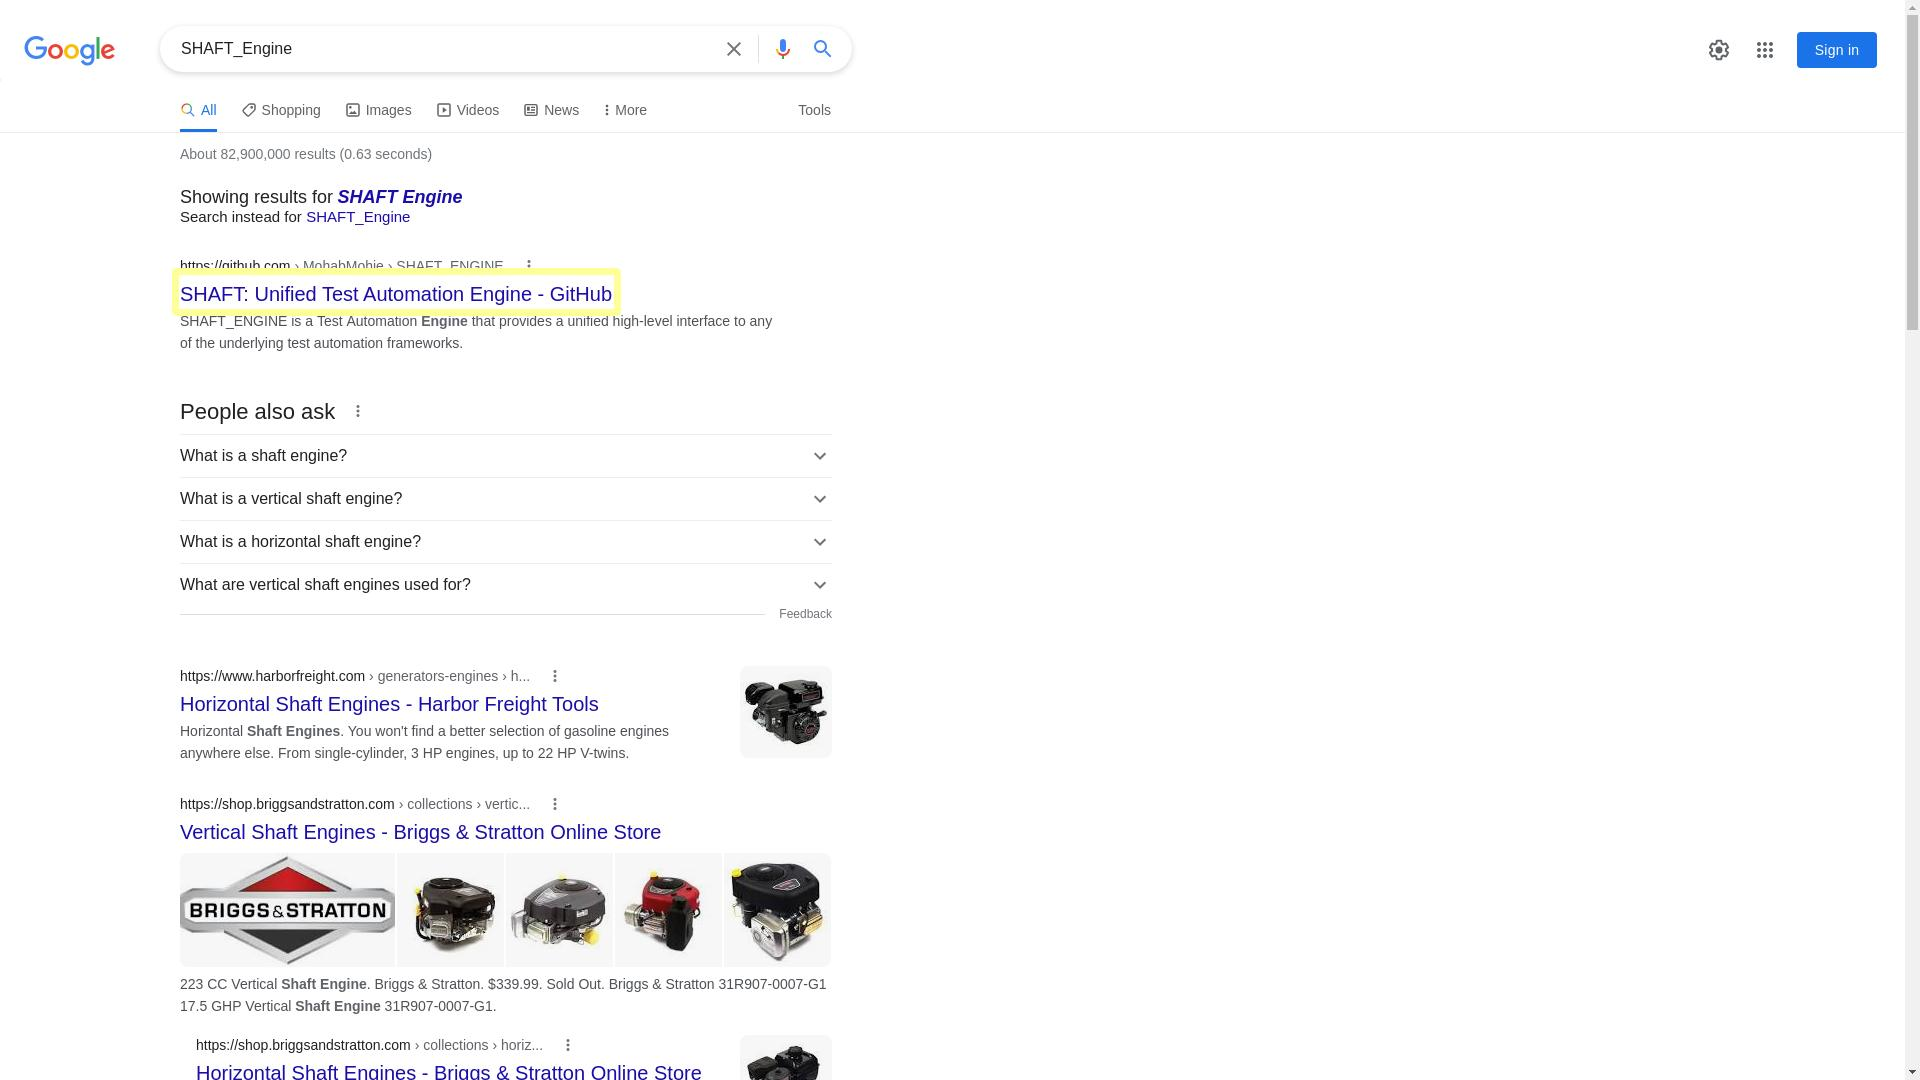 Google
SHAFT_Engine
Sign in
All
Shopping
Images
Videos
News
More
Tools
About 82,900,000 results (0.63 seconds)
Showing results for SHAFT Engine
Search instead for SHAFT_Engine
https://github.com › MohabMohie › SHAFT_ENGINE
SHAFT: Unified Test Automation Engine - GitHub
SHAFT_ENGINE is a Test Automation Engine that provides a unified high-level interface to any
of the underlying test automation frameworks.
People also ask
What is a shaft engine?
What is a vertical shaft engine?
What is a horizontal shaft engine?
What are vertical shaft engines used for?
Feedback
https://www.harborfreight.com › generators-engines › h...
Horizontal Shaft Engines - Harbor Freight Tools
Horizontal Shaft Engines. You won't find a better selection of gasoline engines
anywhere else. From single-cylinder, 3 HP engines, up to 22 HP V-twins.
https://shop.briggsandstratton.com › collections › vertic...
Vertical Shaft Engines - Briggs & Stratton Online Store
BRIGGS & STRATTON
223 CC Vertical Shaft Engine. Briggs & Stratton. $339.99. Sold Out. Briggs & Stratton 31R907-0007-G1
17.5 GHP Vertical Shaft Engine 31R907-0007-G1.
https://shop.briggsandstratton.com › collections › horiz...
Horizontal Shaft Engines - Briggs & Stratton Online Store